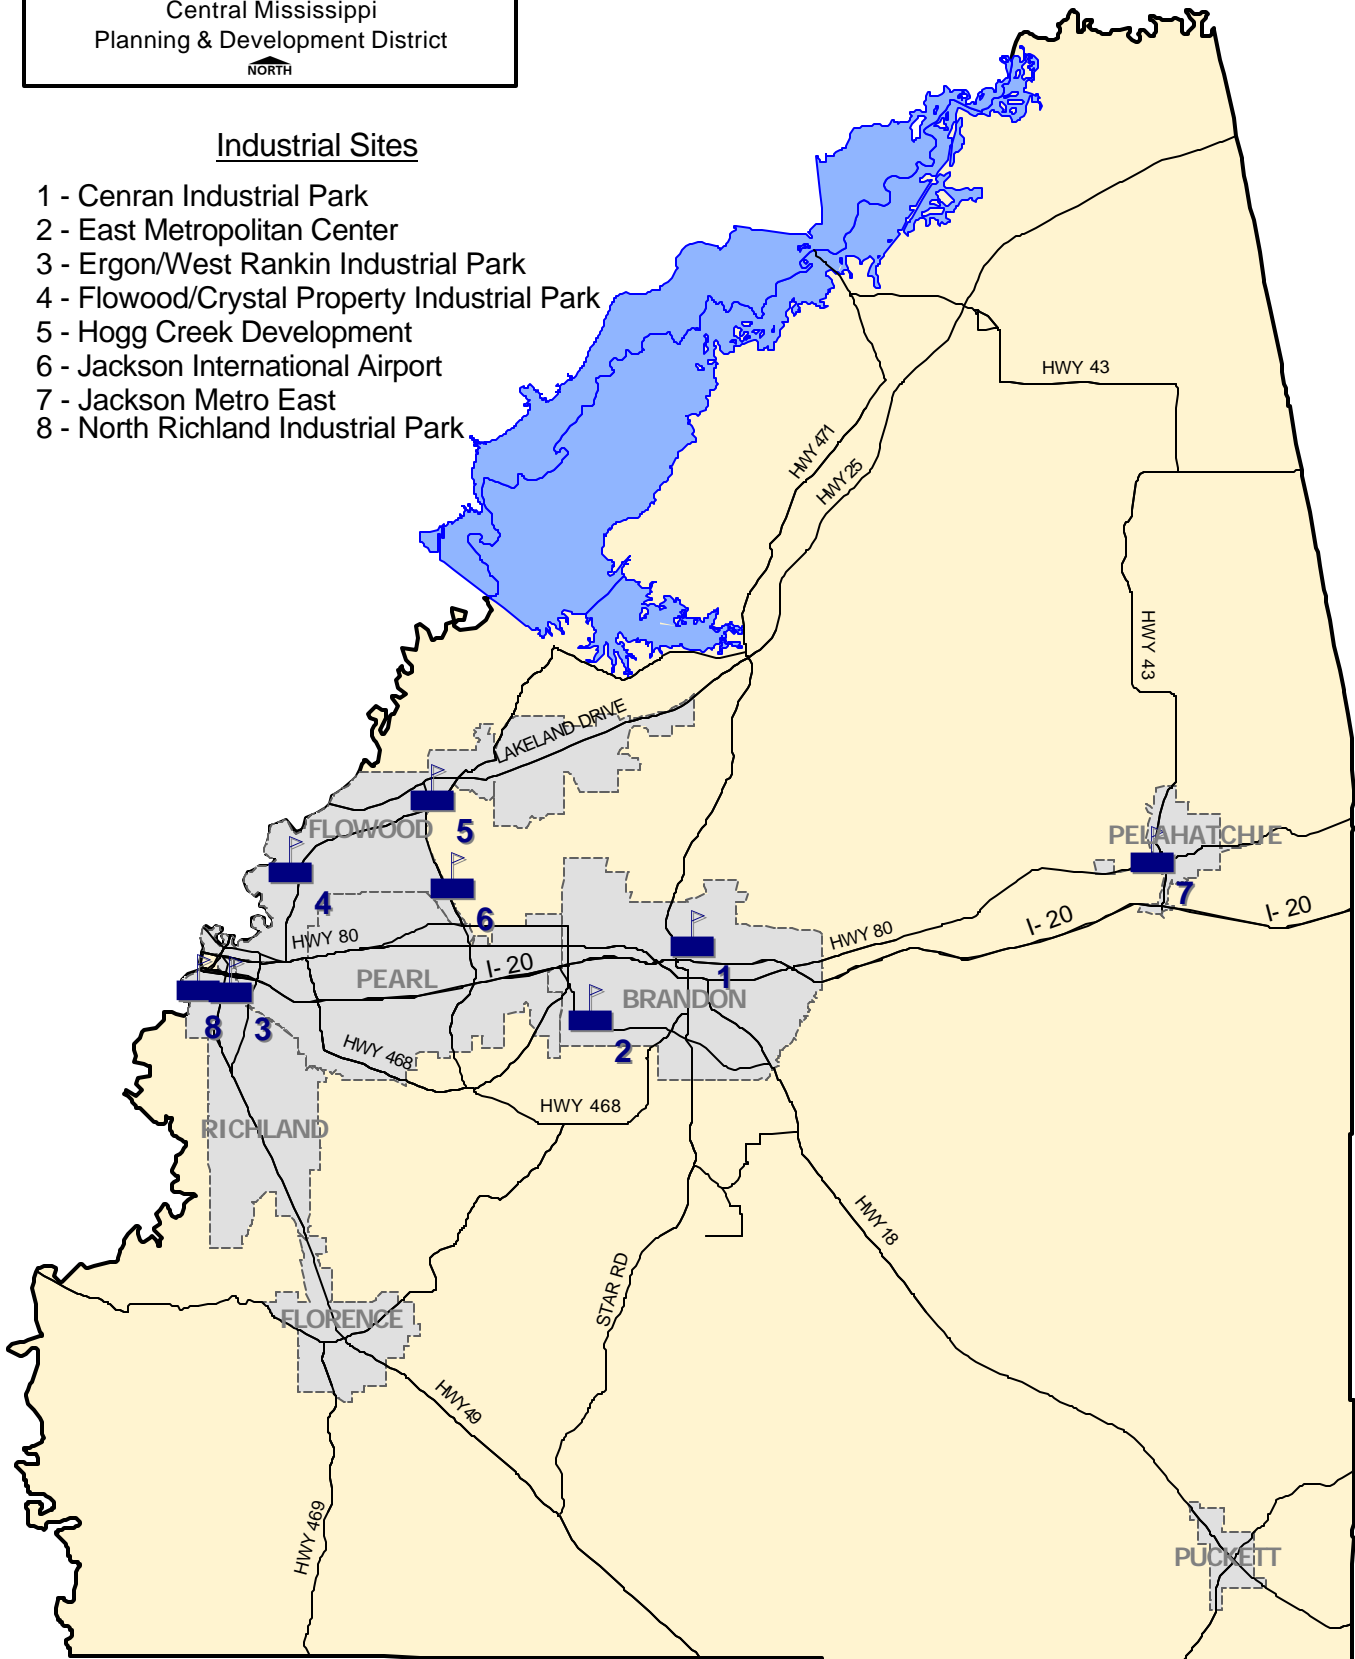 Central Mississippi
Planning & Development District
NORTH
Industrial Sites
1 - Cenran Industrial Park
2 - East Metropolitan Center
3 - Ergon/West Rankin Industrial Park
4 - Flowood/Crystal Property Industrial Park
5 - Hogg Creek Development
6 - Jackson International Airport
7 - Jackson Metro East
8 - North Richland Industrial Park
HWY 43
HWY 471
HWY 25
HWY 43
LAKELAND DRIVE
FLOWOOD
5
PELAHATCHIE
4
6
7
HWY 80
I- 20
I- 20
I- 20
HWY 80
PEARL
1
BRANDON
8
3
2
HWY 468
HWY 468
RICHLAND
HWY 18
STAR RD
FLORENCE
HWY 49
HWY 469
PUCKETT